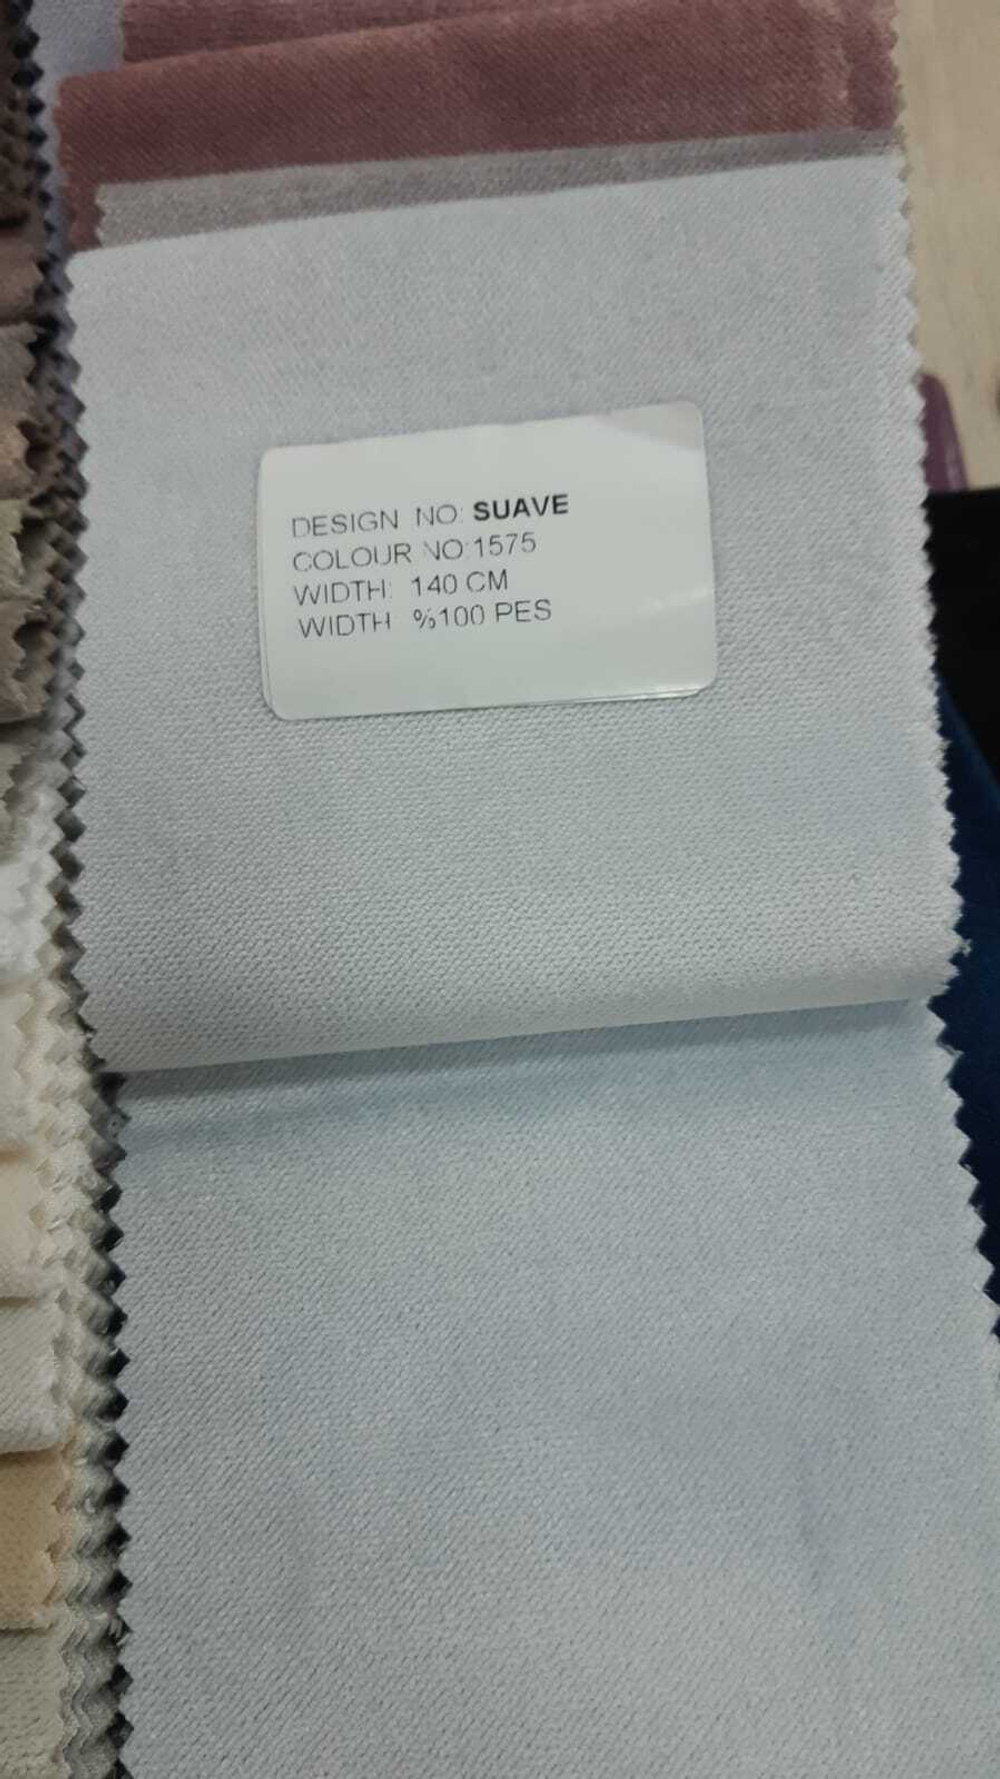 DESIGN NO: SUAVE
COLOUR NO:1575
WIDTH: 140 CM
WIDTH %100 PES